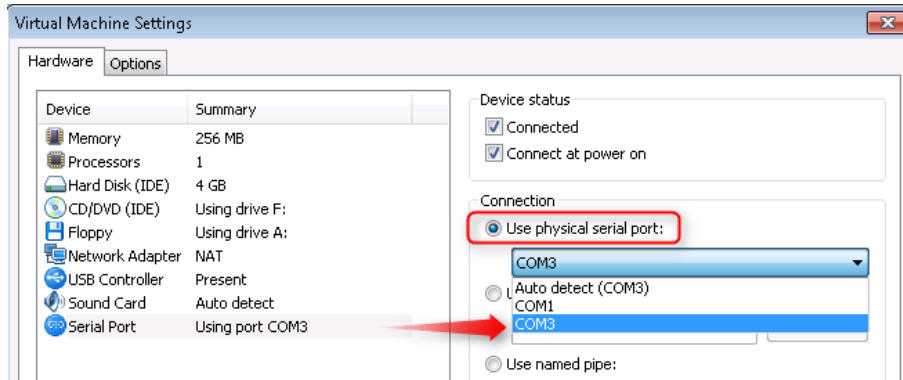 Virtual Machine Settings
Hardware Options
Device Summary
Memory 256 MB
Processors 1
Hard Disk (IDE) 4 GB
CD/DVD (IDE) Using drive F:
Floppy Using drive A:
Network Adapter NAT
USB Controller Present
Sound Card Auto detect
Serial Port Using port COM3
Device status
Connected
Connect at power on
Connection
Use physical serial port:
COM3
Auto detect (COM3)
COM1
COM3
Use named pipe: